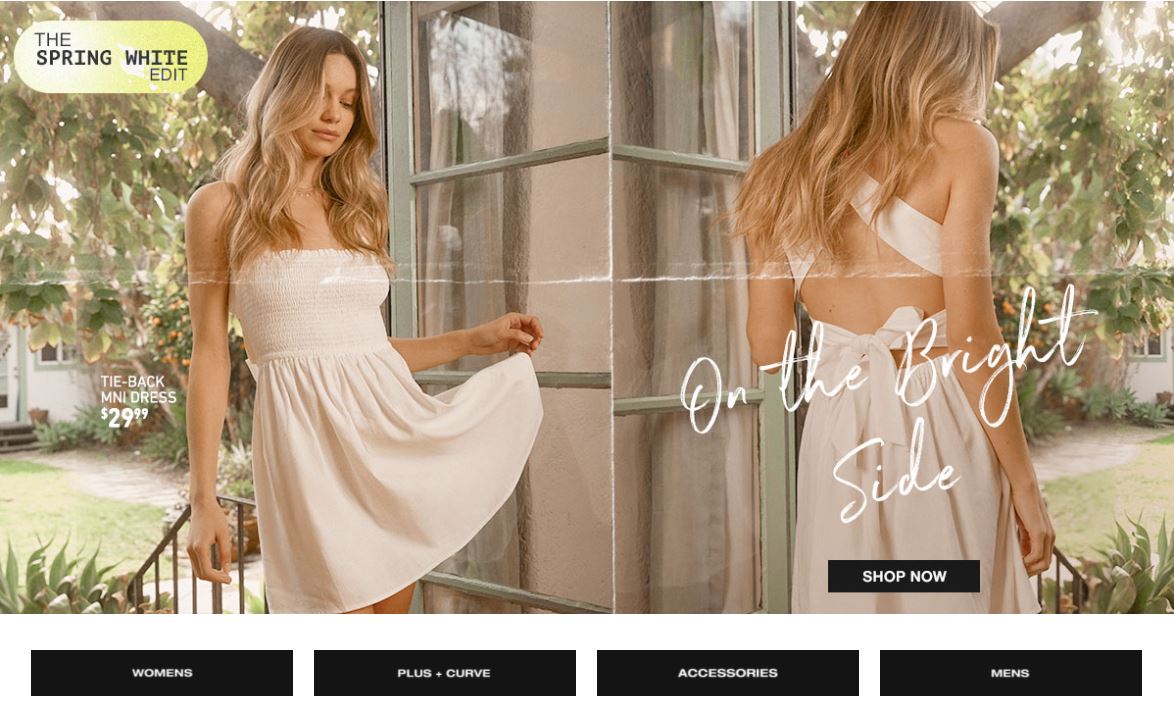 THE
SPRING WHITE
EDIT
TIE-BACK
MNI DRESS
$29.99
On the Bright
Side
SHOP NOW
WOMENS
PLUS + CURVE
ACCESSORIES
MENS